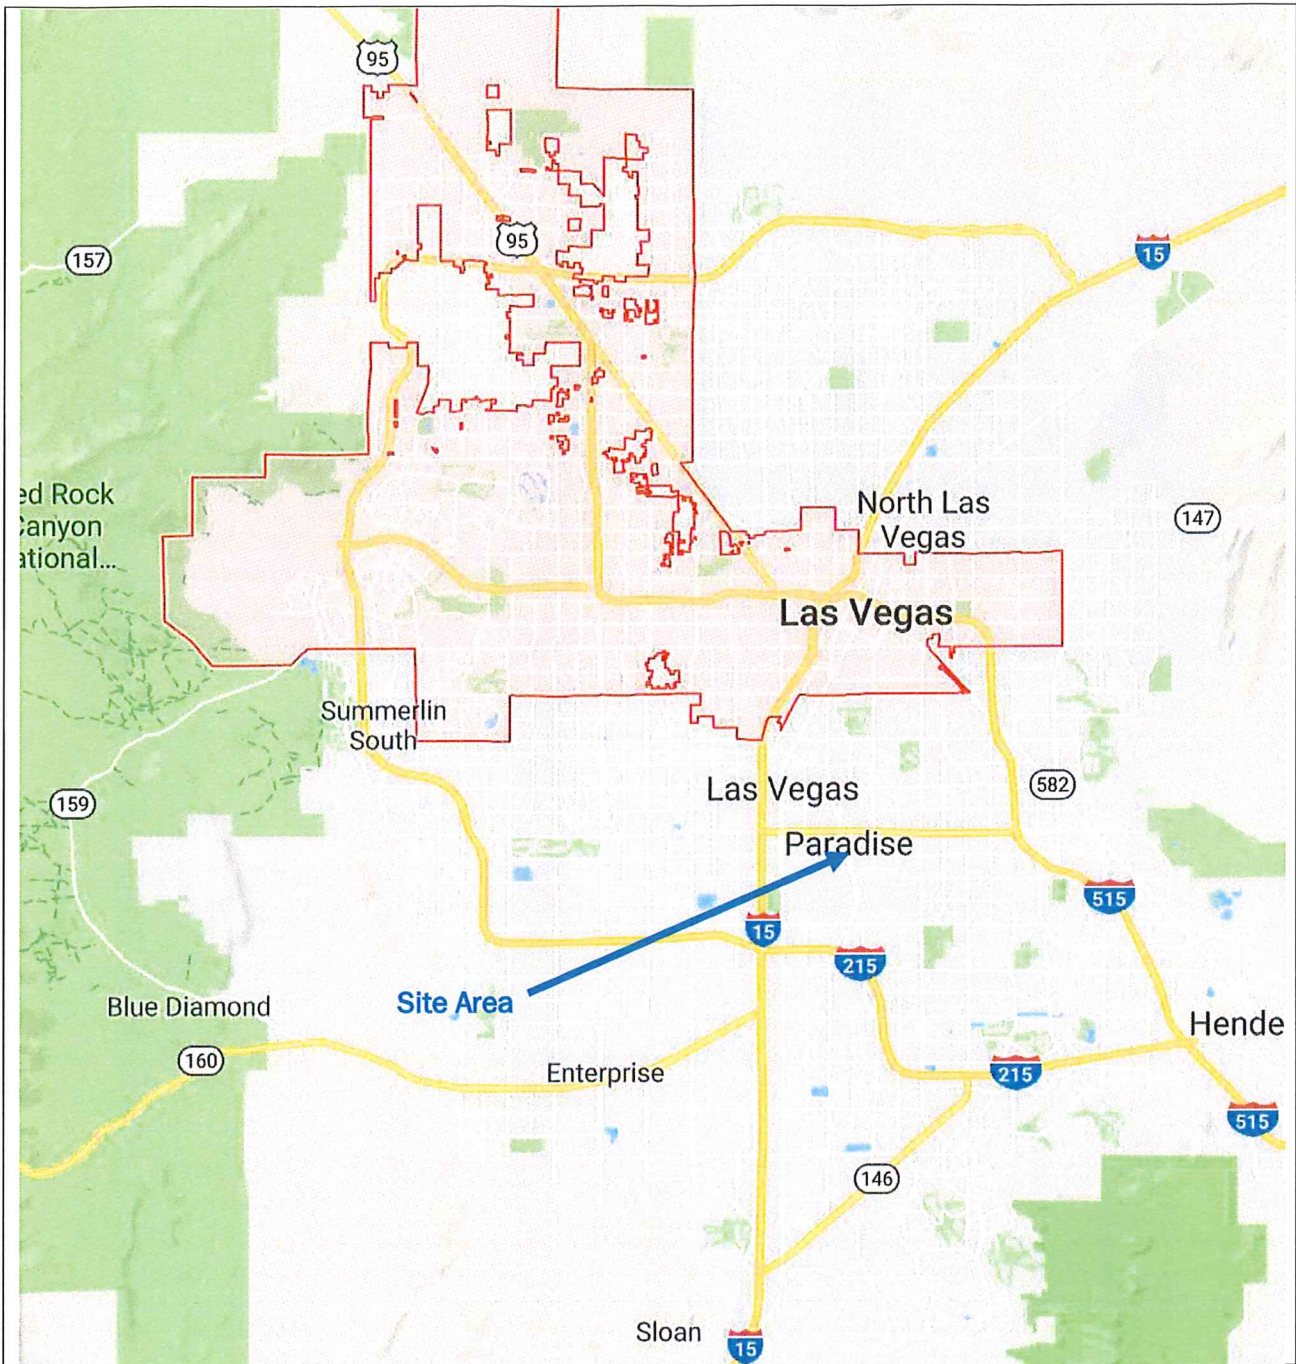 95
157
95
15
ed Rock
Canyon
ational...
North Las
Vegas
147
Las Vegas
Summerlin
South
Las Vegas
582
159
Paradise
515
15
215
Site Area
Blue Diamond
Hende
160
Enterprise
215
515
146
Sloan
15